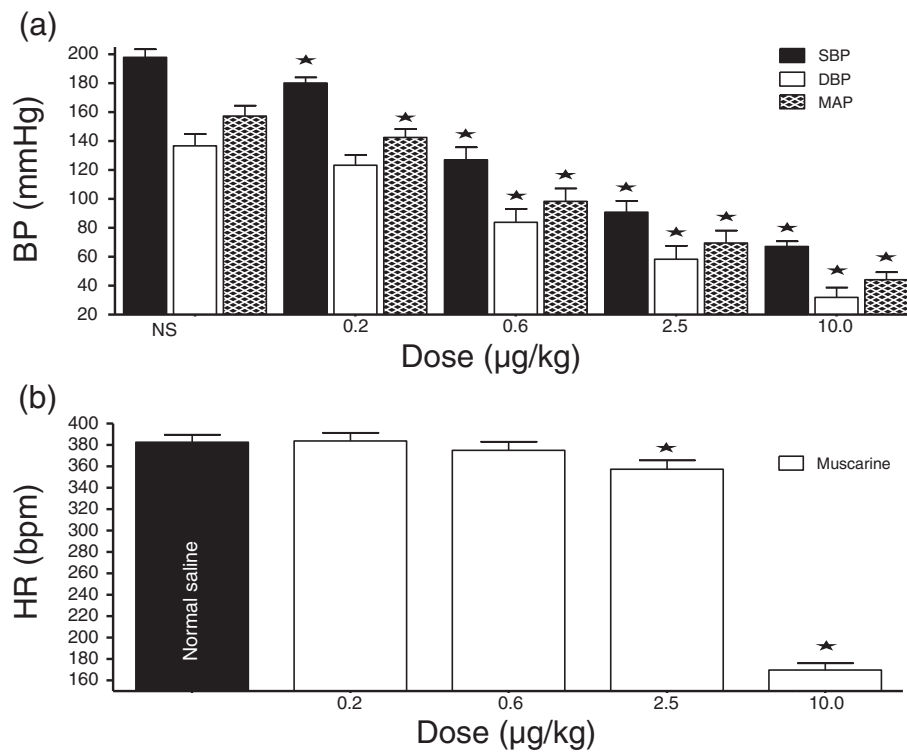 (a)
200
180
160
140
120
100
80
60
40
20
BP (mmHg)
SBP
DBP
MAP
NS
0.2
0.6
2.5
10.0
Dose (µg/kg)
(b)
400
380
360
340
320
300
280
260
240
220
200
180
160
HR (bpm)
Normal saline
Muscarine
0.2
0.6
2.5
10.0
Dose (µg/kg)